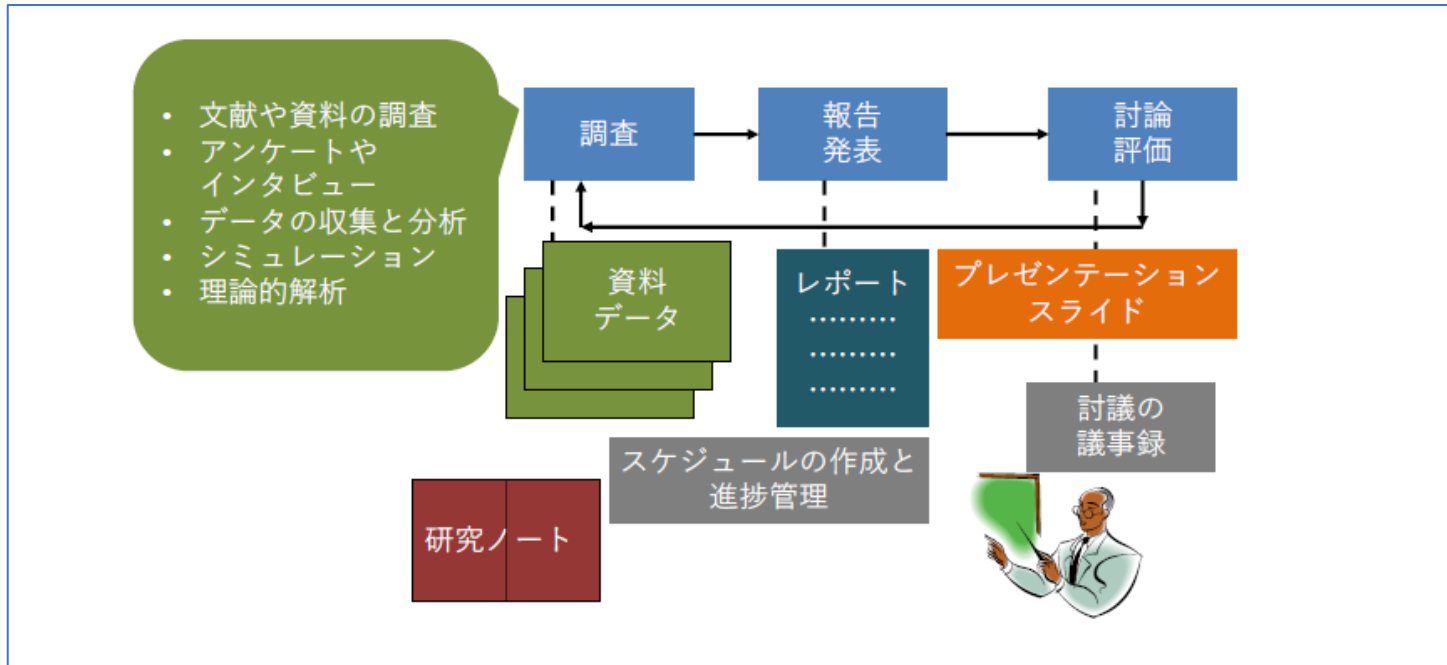 • 文献や資料の調査
• アンケートや
インタビュー
• データの収集と分析
• シミュレーション
• 理論的解析
調査
報告
発表
討論
評価
資料
データ
レポート
………
………
………
プレゼンテーション
スライド
討議の
議事録
スケジュールの作成と
進捗管理
研究ノート